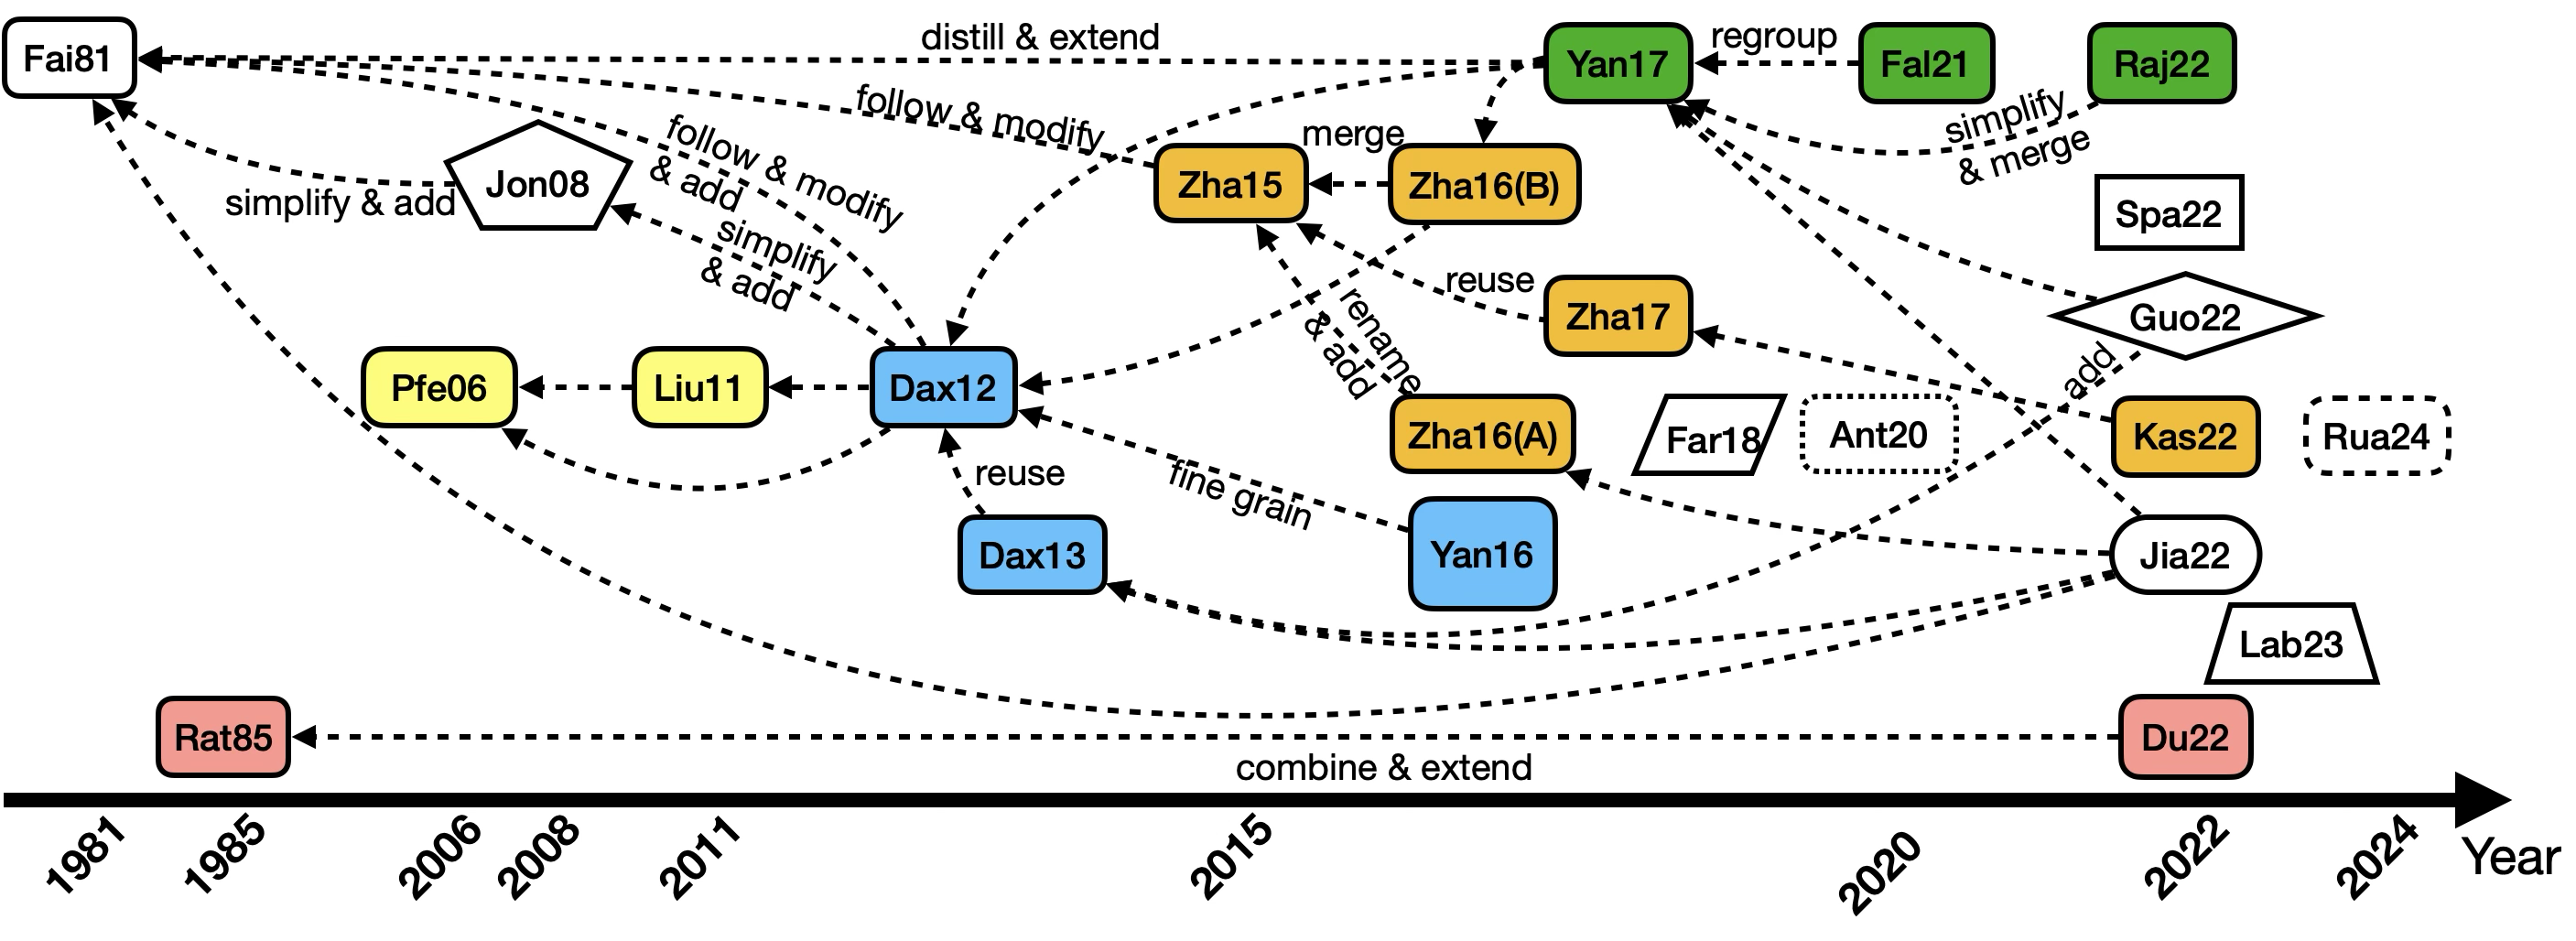 Fai81
distill & extend
Yan17
regroup
Fal21
Raj22
follow & modify
simplify
& merge
follow & modify
& add
merge
Jon08
Zha15
Zha16(B)
simplify & add
Spa22
simplify
& add
reuse
rename
& add
Zha17
Guo22
add
Pfe06
Liu11
Dax12
Zha16(A)
Far18
Ant20
Kas22
Rua24
reuse
fine grain
Dax13
Yan16
Jia22
Lab23
Rat85
Du22
combine & extend
1981
1985
2006
2008
2011
2015
2020
2022
2024
Year